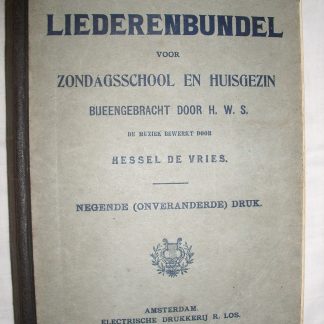 LIEDERENBUNDEL
VOOR
ZONDAGSSCHOOL EN HUISGEZIN
BIJEENGEBRACHT DOOR H. W. S.
DE MUZIEK BEWERKT DOOR
HESSEL DE VRIES.
NEGENDE (ONVERANDERDE) DRUK.
AMSTERDAM.
ELECTRISCHE DRUKKERIJ R. LOS.